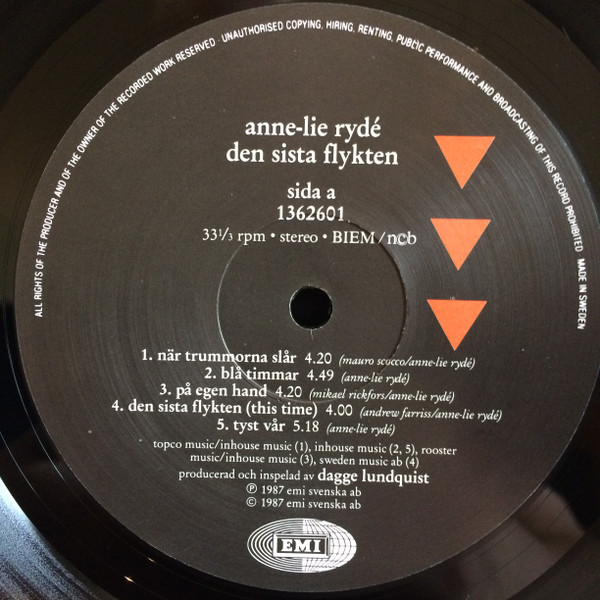 ALL RIGHTS OF THE PRODUCER AND OF THE OWNER OF THE RECORDED WORK RESERVED · UNAUTHORISED COPYING, HIRING, RENTING, PUBLIC PERFORMANCE AND BROADCASTING OF THIS RECORD PROHIBITED MADE IN SWEDEN
anne-lie rydé
den sista flykten
sida a
1362601
33⅓ rpm • stereo • BIEM/ncb
1. när trummorna slår 4.20 (mauro scocco/anne-lie rydé)
2. blå timmar 4.49 (anne-lie rydé)
3. på egen hand 4.20 (mikael rickfors/anne-lie rydé)
4. den sista flykten (this time) 4.00 (andrew farriss/anne-lie rydé)
5. tyst vår 5.18 (anne-lie rydé)
topco music/inhouse music (1), inhouse music (2, 5), rooster
music/inhouse music (3), sweden music ab (4)
producerad och inspelad av dagge lundquist
℗ 1987 emi svenska ab
© 1987 emi svenska ab
EMI